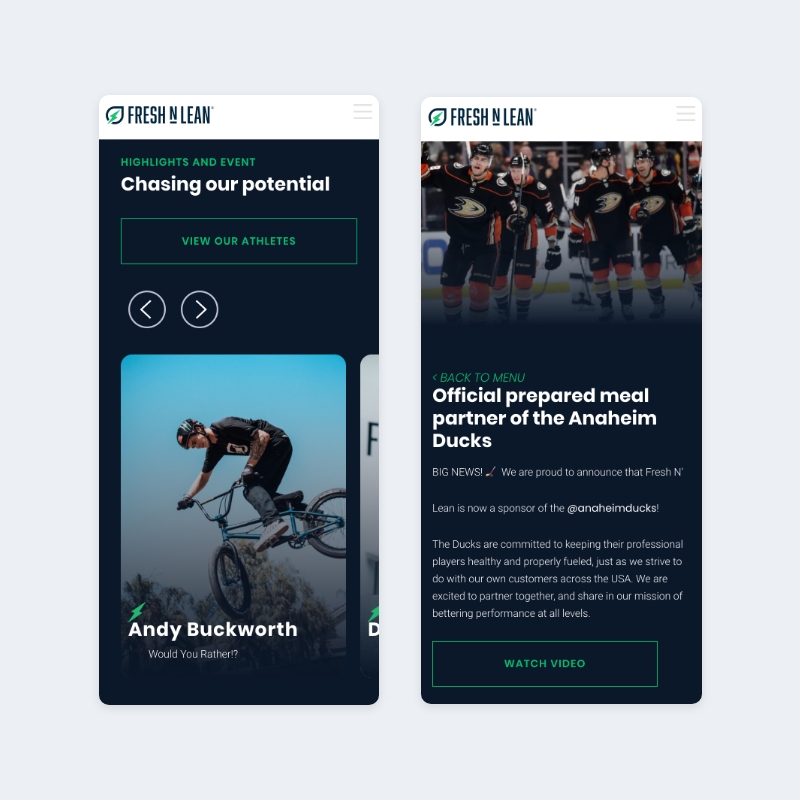 FRESH N LEAN
HIGHLIGHTS AND EVENT
Chasing our potential
VIEW OUR ATHLETES
Andy Buckworth
Would You Rather!?
D
FRESH N LEAN
< BACK TO MENU
Official prepared meal
partner of the Anaheim
Ducks
BIG NEWS! 🏒 We are proud to announce that Fresh N'
Lean is now a sponsor of the @anaheimducks!
The Ducks are committed to keeping their professional
players healthy and properly fueled, just as we strive to
do with our own customers across the USA. We are
excited to partner together, and share in our mission of
bettering performance at all levels.
WATCH VIDEO